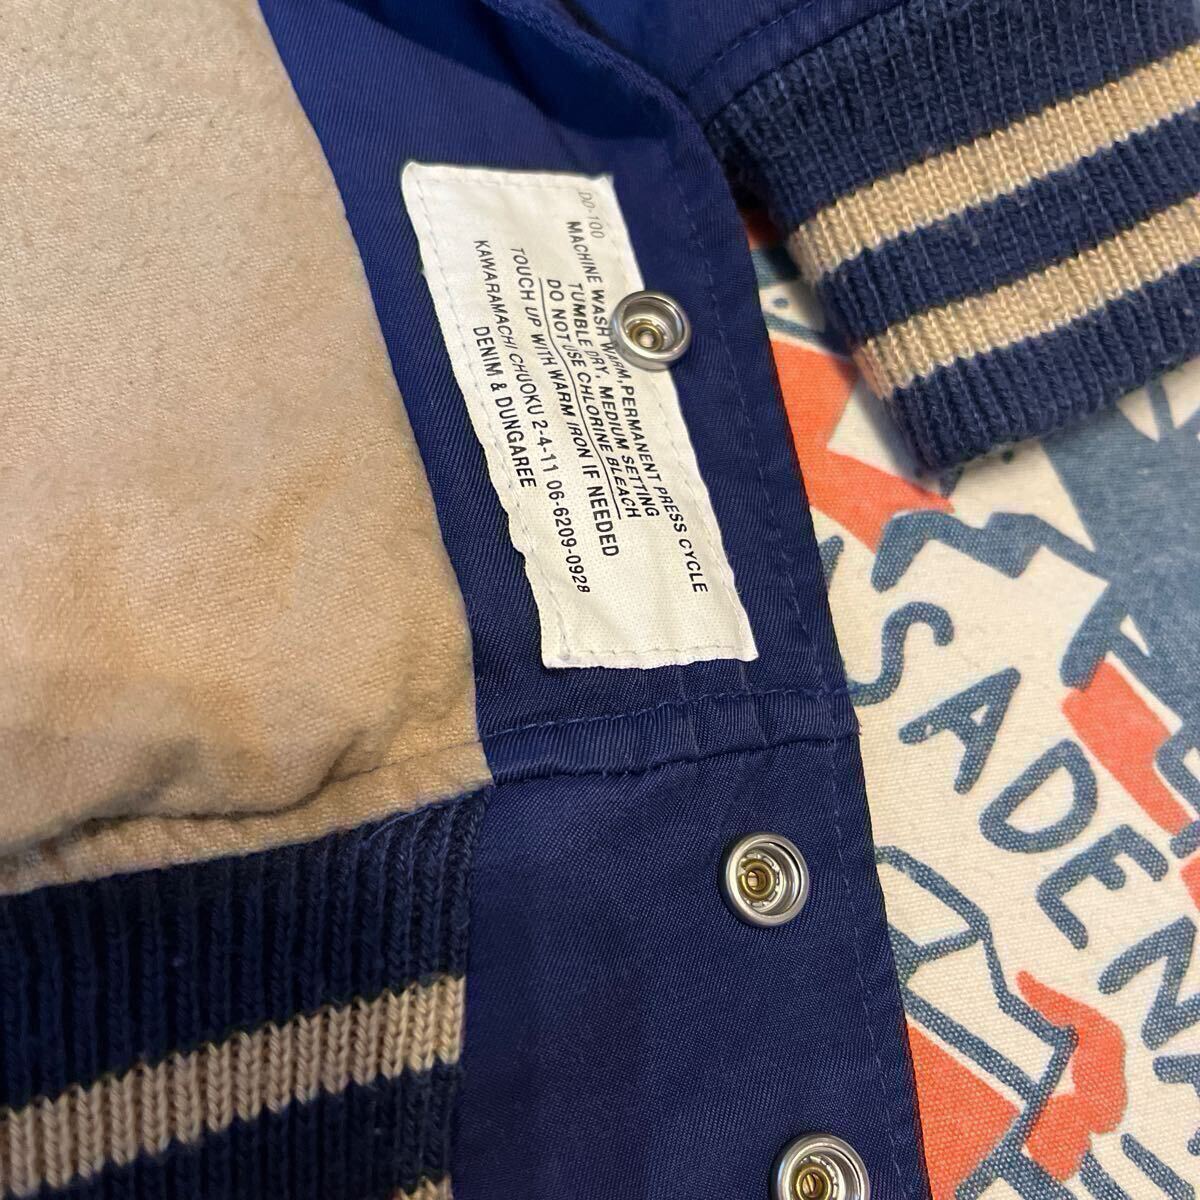 DD-100
MACHINE WASH WARM, PERMANENT PRESS CYCLE
TUMBLE DRY, MEDIUM SETTING
DO NOT USE CHLORINE BLEACH
TOUCH UP WITH WARM IRON IF NEEDED
KAWARAMACHI CHUOKU 2-4-11 06-6209-0928
DENIM & DUNGAREE
SADENA